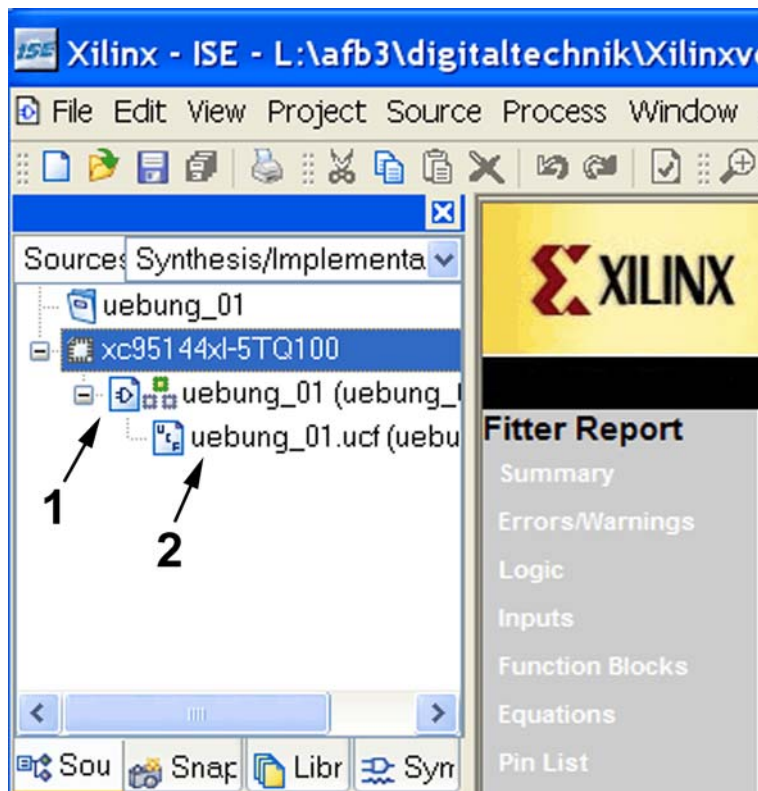 ISE Xilinx - ISE - L:\afb3\digitaltechnik\Xilinxv
File Edit View Project Source Process Window
Sources Synthesis/Implementa
uebung_01
xc95144xl-5TQ100
uebung_01 (uebung_
uebung_01.ucf (uebu
1
2
Sou Snap Libr Sym
XILINX
Fitter Report
Summary
Errors/Warnings
Logic
Inputs
Function Blocks
Equations
Pin List